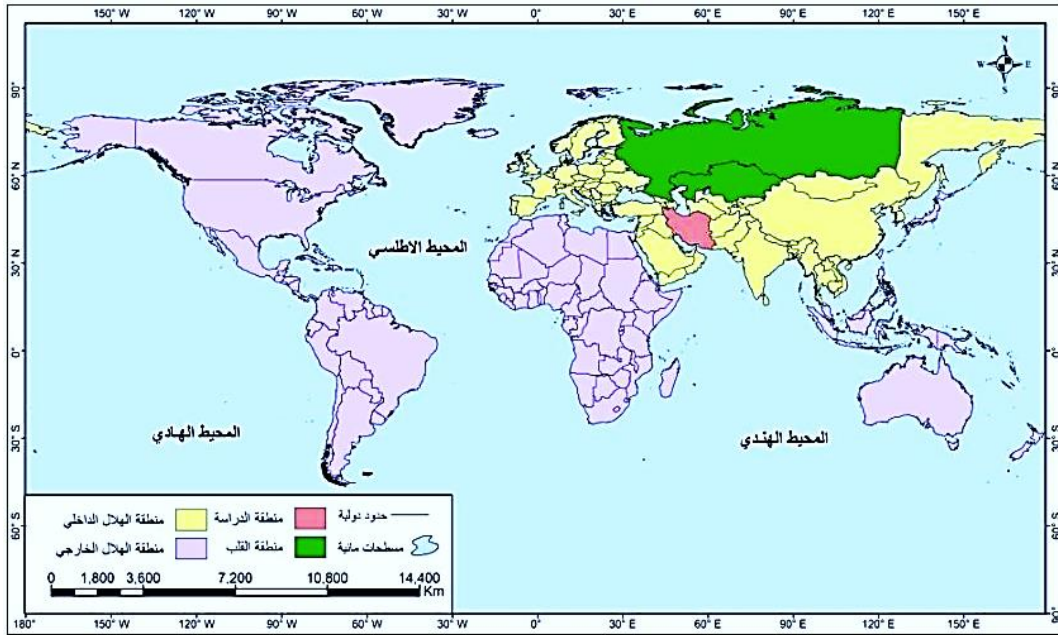 150° W 120° W 90° W 60° W 30° W 0° 30° E 60° E 90° E 120° E 150° E
N
W E
S
90°
90°
60° N
60° N
30° N
30° N
0°
0°
30° S
30° S
60° S
60° S
المحيط الاطلسي
المحيط الهادي
المحيط الهندي
حدود دولية
منطقة الدراسة
منطقة الهلال الداخلي
مسطحات مائية
منطقة القلب
منطقة الهلال الخارجي
0 1,800 3,600 7,200 10,800 14,400
Km
180° 150° W 120° W 90° W 60° W 30° W 0° 30° E 60° E 90° E 120° E 150° E